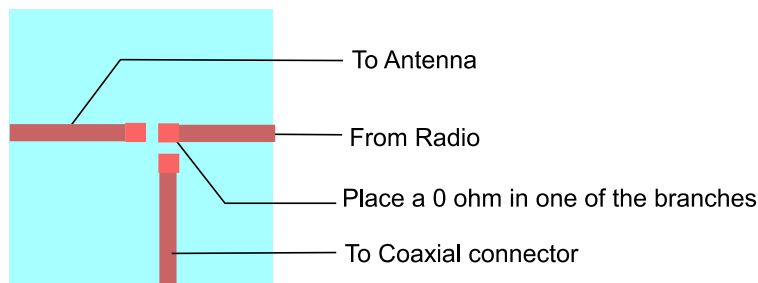 To Antenna
From Radio
Place a 0 ohm in one of the branches
To Coaxial connector